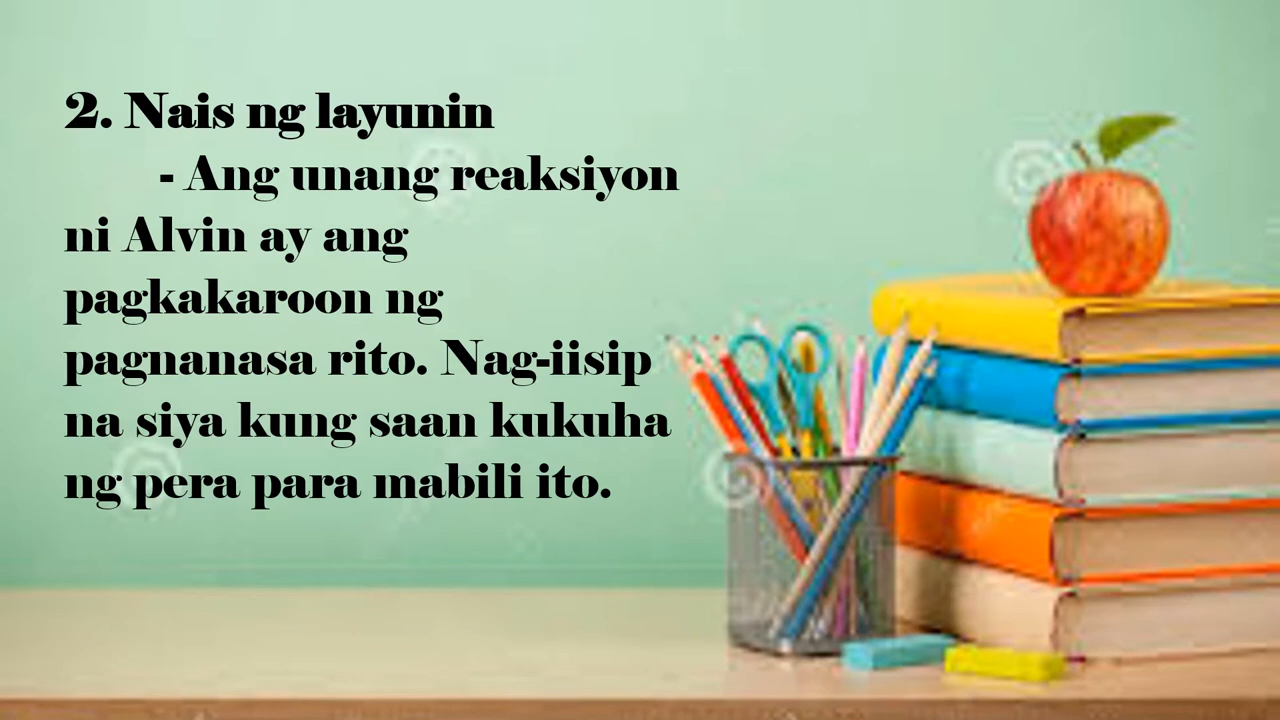 2. Nais ng layunin
- Ang unang reaksiyon
ni Alvin ay ang
pagkakaroon ng
pagnanasa rito. Nag-iisip
na siya kung saan kukuha
ng pera para mabili ito.